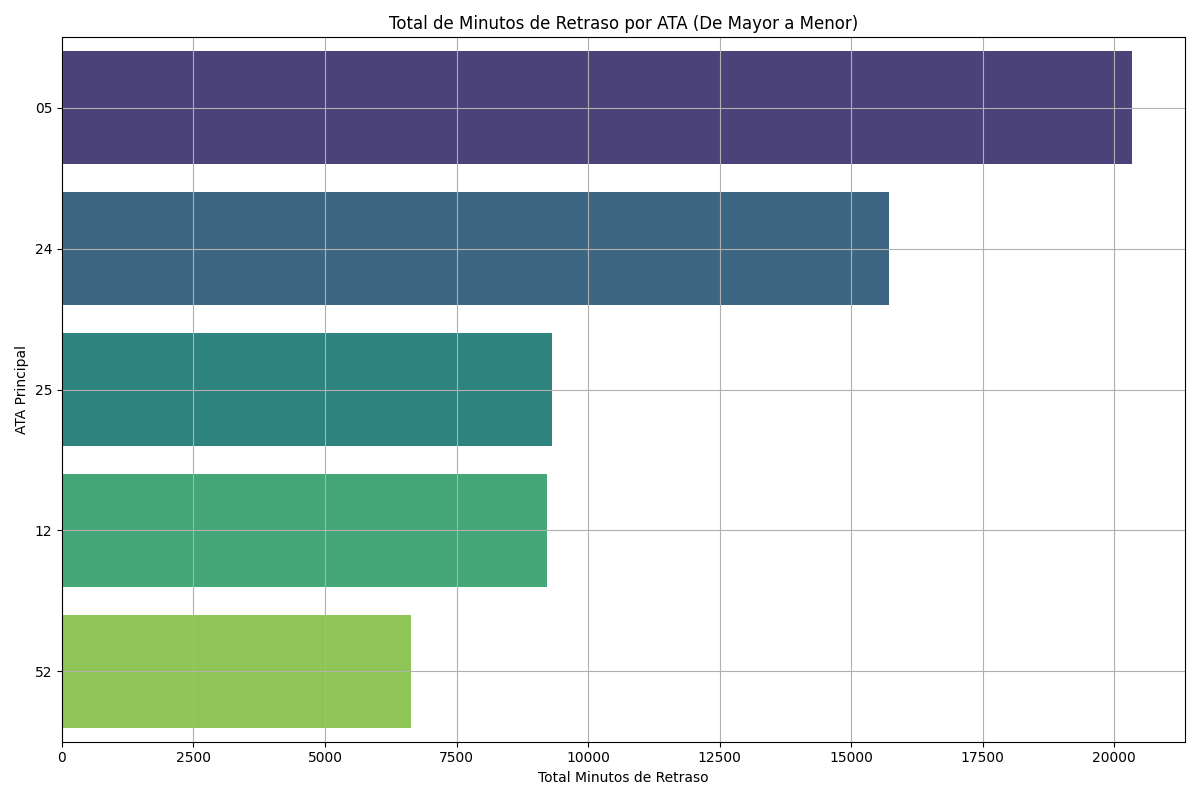 Total de Minutos de Retraso por ATA (De Mayor a Menor)
ATA Principal
05
24
25
12
52
0 2500 5000 7500 10000 12500 15000 17500 20000
Total Minutos de Retraso